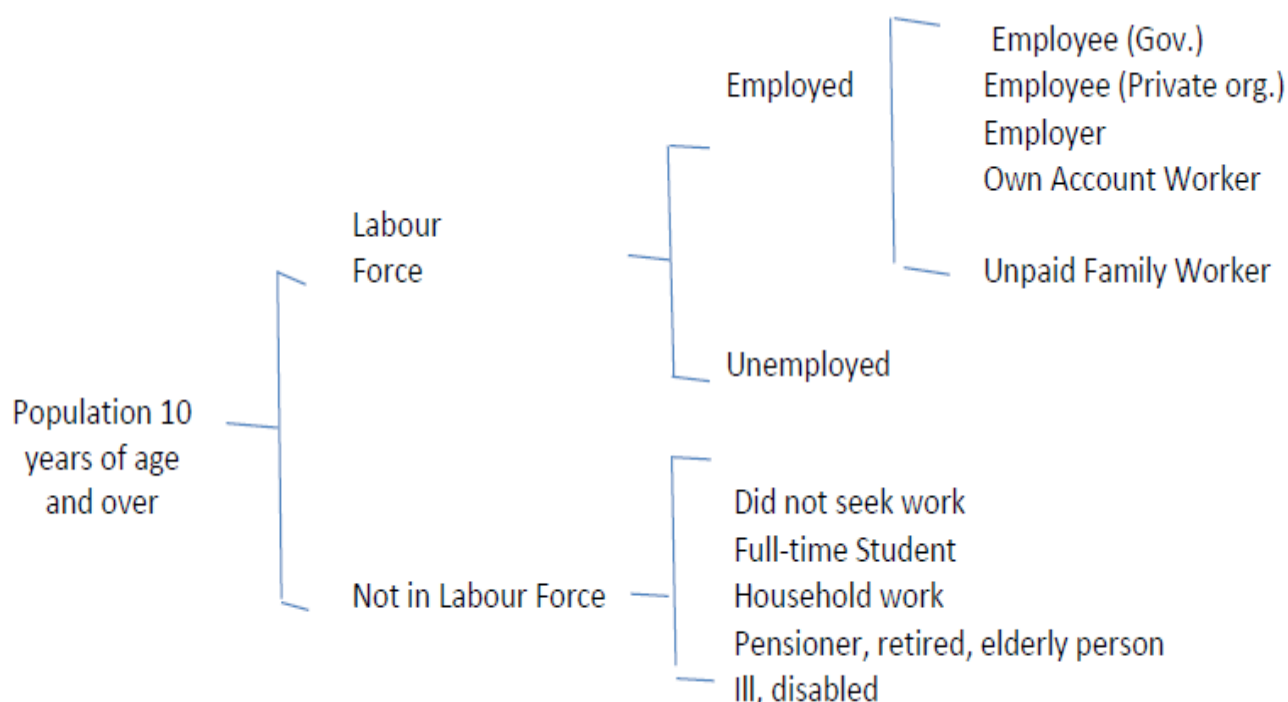 Employee (Gov.)
Employed
Employee (Private org.)
Employer
Own Account Worker
Labour
Force
Unpaid Family Worker
Unemployed
Population 10
years of age
and over
Did not seek work
Full-time Student
Not in Labour Force
Household work
Pensioner, retired, elderly person
Ill, disabled